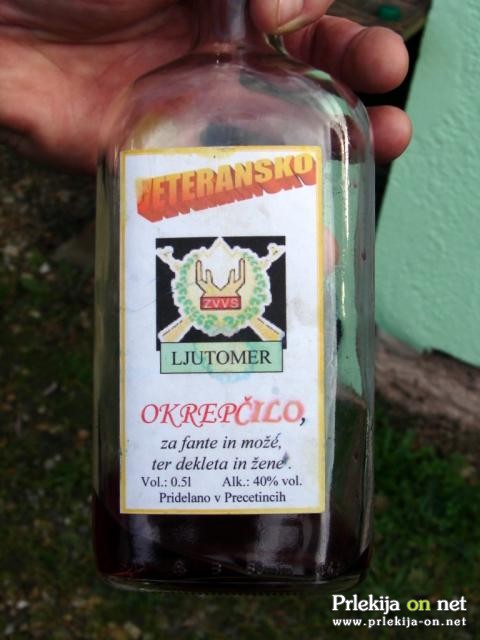 VETERANSKO
ZVVS
LJUTOMER
OKREPČILO,
za fante in možé,
ter dekleta in žene.
Vol.: 0.5l Alk.: 40% vol.
Pridelano v Precetincih
Prlekija on net
www.prlekija-on.net